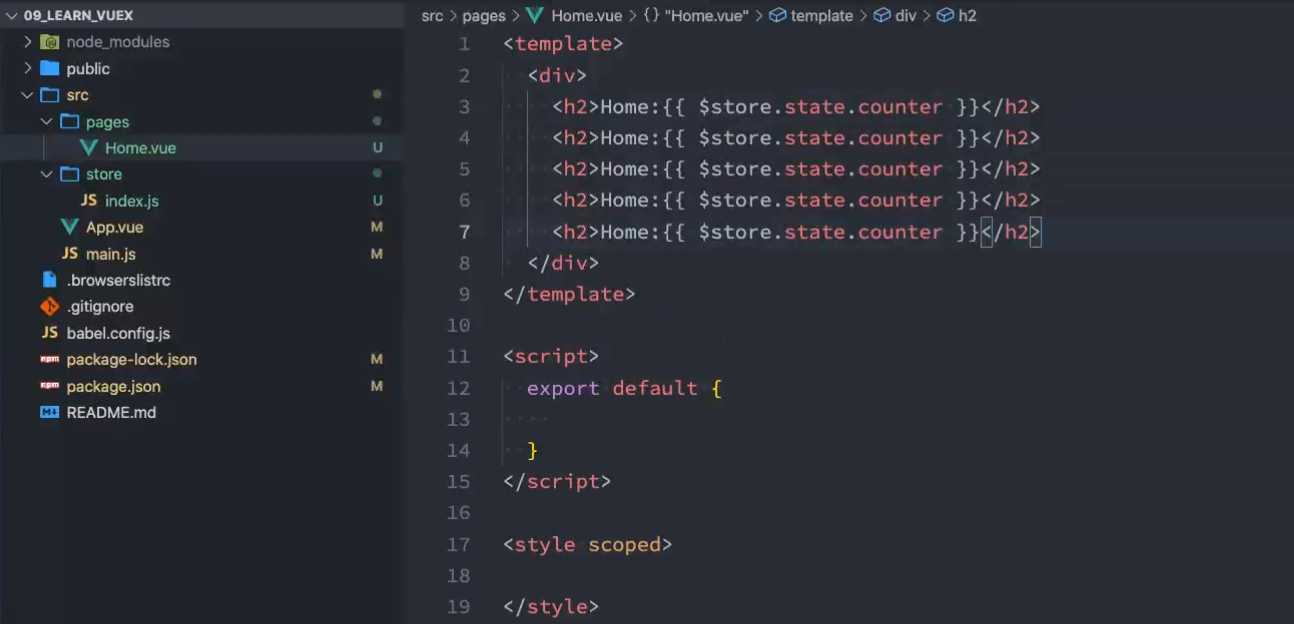 09_LEARN_VUEX
node_modules
public
src
pages
Home.vue U
store
JS index.js U
App.vue M
JS main.js M
.browserslistrc
.gitignore
JS babel.config.js
npm package-lock.json M
npm package.json M
M↓ README.md
src > pages > Home.vue > {} "Home.vue" > template > div > h2
1 <template>
2 <div>
3 <h2>Home:{{ $store.state.counter }}</h2>
4 <h2>Home:{{ $store.state.counter }}</h2>
5 <h2>Home:{{ $store.state.counter }}</h2>
6 <h2>Home:{{ $store.state.counter }}</h2>
7 <h2>Home:{{ $store.state.counter }}</h2>
8 </div>
9 </template>
10
11 <script>
12 export default {
13
14 }
15 </script>
16
17 <style scoped>
18
19 </style>